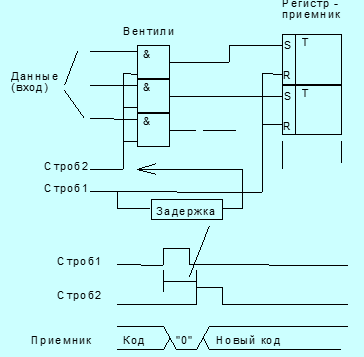 Регистр -
приемник
Вентили
&
S T
Данные
(вход)
R
&
S T
&
R
Строб2
Строб1
Задержка
Строб1
Строб2
Приемник Код "0" Новый код